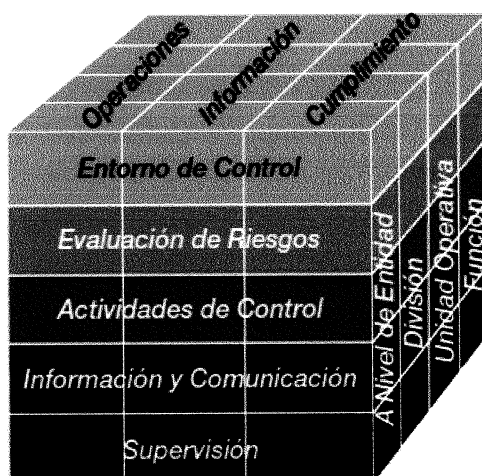 Operaciones
Información
Cumplimiento
Entorno de Control
Evaluación de Riesgos
Actividades de Control
Información y Comunicación
Supervisión
A Nivel de Entidad
División
Unidad Operativa
Función